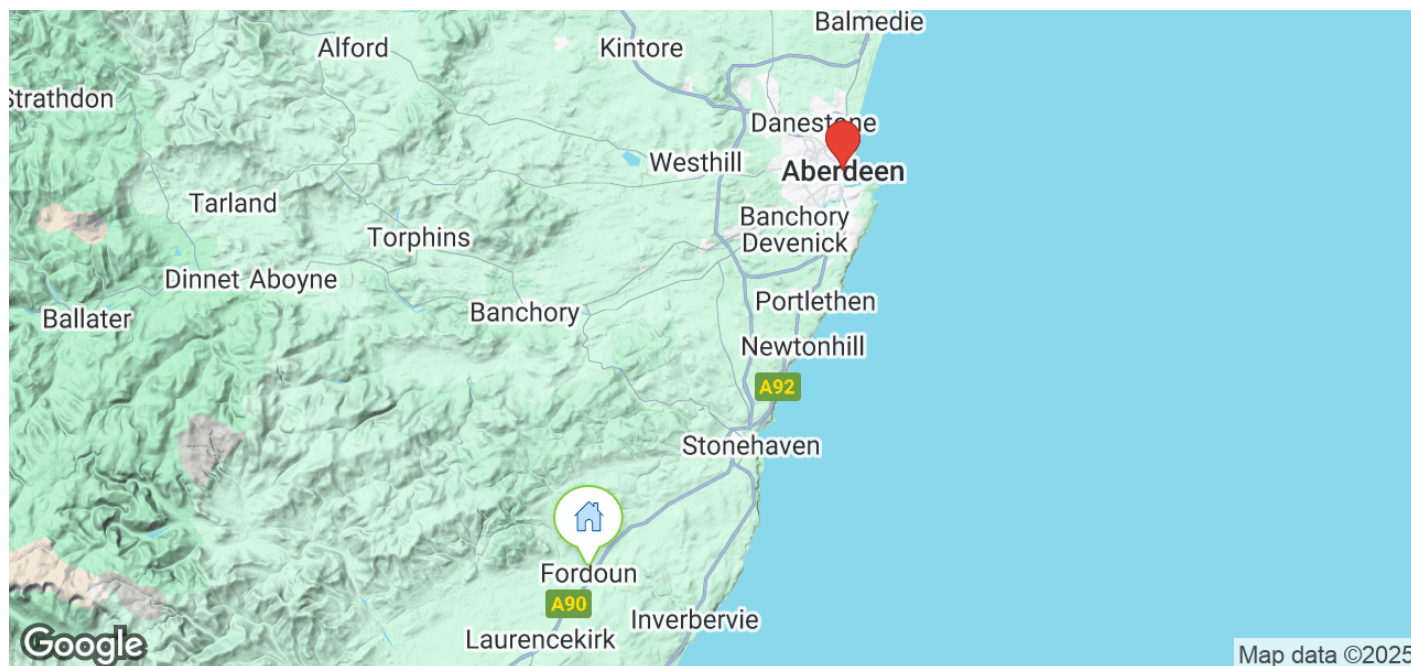 Balmedie
Alford
Kintore
Strathdon
Danestone
Westhill
Aberdeen
Tarland
Banchory
Devenick
Torphins
Dinnet
Aboyne
Portlethen
Banchory
Ballater
Newtonhill
A92
Stonehaven
Fordoun
A90
Inverbervie
Laurencekirk
Google
Map data ©2025